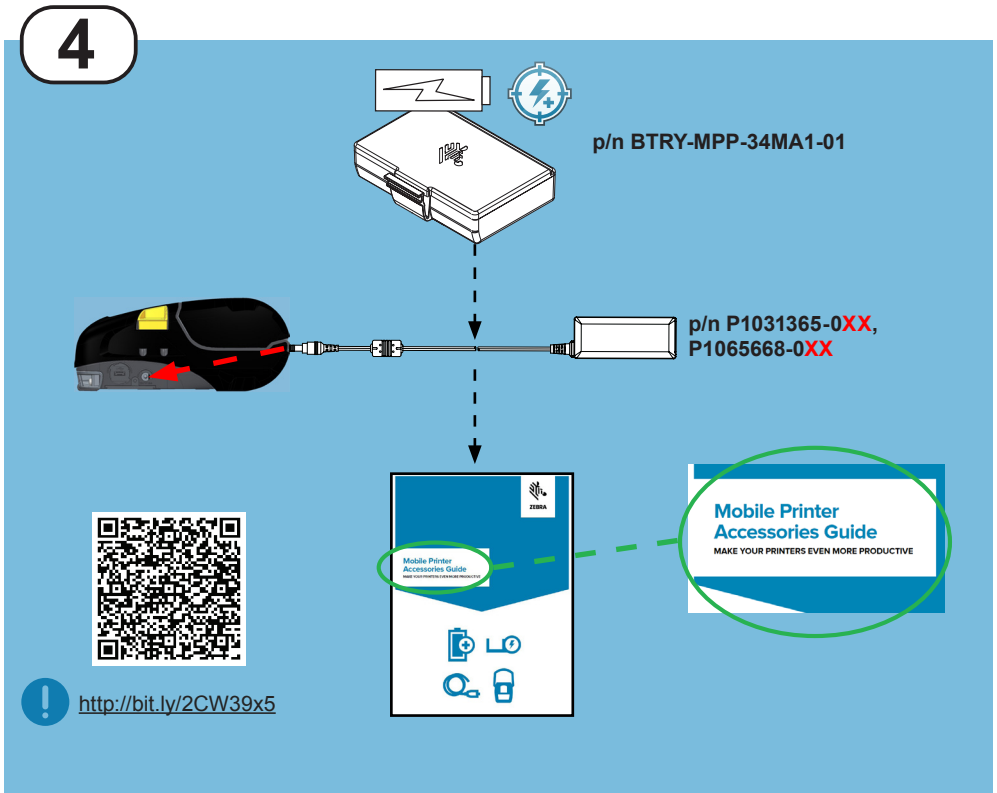 4
p/n BTRY-MPP-34MA1-01
p/n P1031365-0XX,
P1065668-0XX
ZEBRA
Mobile Printer
Accessories Guide
MAKE YOUR PRINTERS EVEN MORE PRODUCTIVE
Mobile Printer
Accessories Guide
MAKE YOUR PRINTERS EVEN MORE PRODUCTIVE
http://bit.ly/2CW39x5